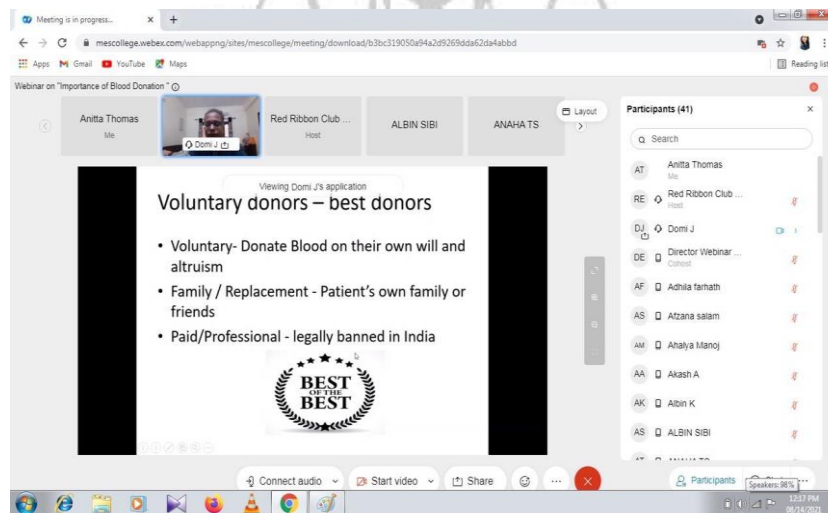 Meeting is in progress...
mescollege.webex.com/webappng/sites/mescollege/meeting/download/b3bc319050a94a2d9269dda62da4abbd
Apps
Gmail
YouTube
Maps
Reading list
Webinar on "Importance of Blood Donation "
Anitta Thomas
Me
Domi J
Red Ribbon Club ...
Host
ALBIN SIBI
ANAHA TS
Layout
Viewing Domi J's application
Voluntary donors – best donors
• Voluntary- Donate Blood on their own will and
altruism
• Family / Replacement - Patient's own family or
friends
• Paid/Professional - legally banned in India
BEST
OF THE
BEST
Participants (41)
Search
AT Anitta Thomas
Me
RE Red Ribbon Club ...
Host
DJ Domi J
DE Director Webinar ...
Cohost
AF Adhila farhath
AS Afzana salam
AM Ahalya Manoj
AA Akash A
AK Albin K
AS ALBIN SIBI
Connect audio
Start video
Share
Participants
Speakers: 98%
12:17 PM
08/14/2021